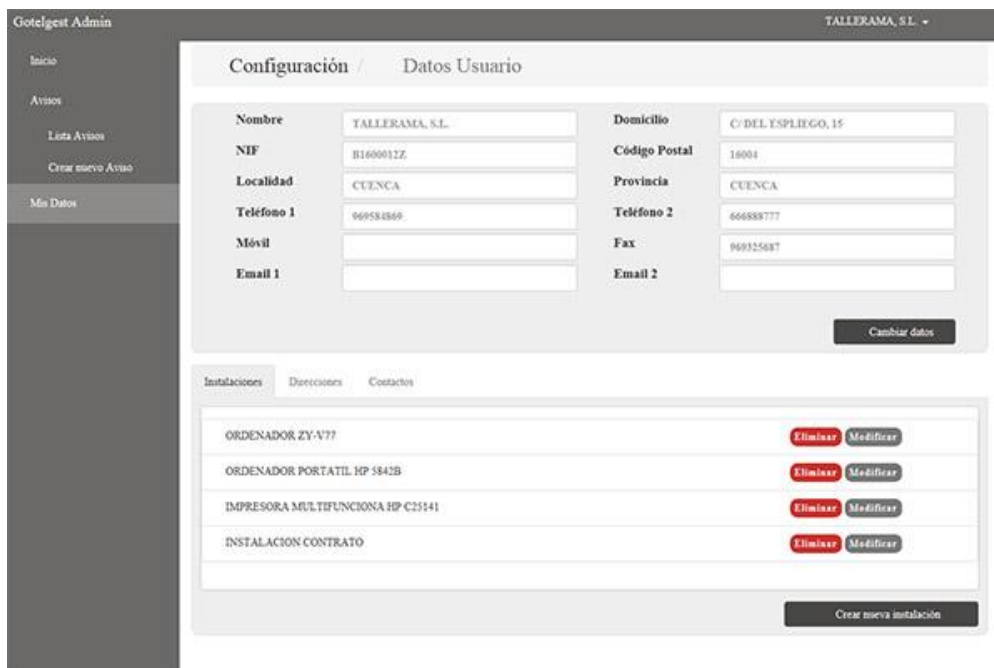 Gotelgest Admin
TALLERAMA, S.L.
Inicio
Avisos
Lista Avisos
Crear nuevo Aviso
Mis Datos
Configuración / Datos Usuario
Nombre TALLERAMA, S.L. Domicilio C/ DEL ESPLIEGO, 15
NIF B1600012Z Código Postal 16004
Localidad CUENCA Provincia CUENCA
Teléfono 1 969584869 Teléfono 2 666888777
Móvil Fax 969325687
Email 1 Email 2
Cambiar datos
Instalaciones Direcciones Contactos
ORDENADOR ZY-V77 Eliminar Modificar
ORDENADOR PORTATIL HP 5842B Eliminar Modificar
IMPRESORA MULTIFUNCIONA HP C25141 Eliminar Modificar
INSTALACION CONTRATO Eliminar Modificar
Crear nueva instalación